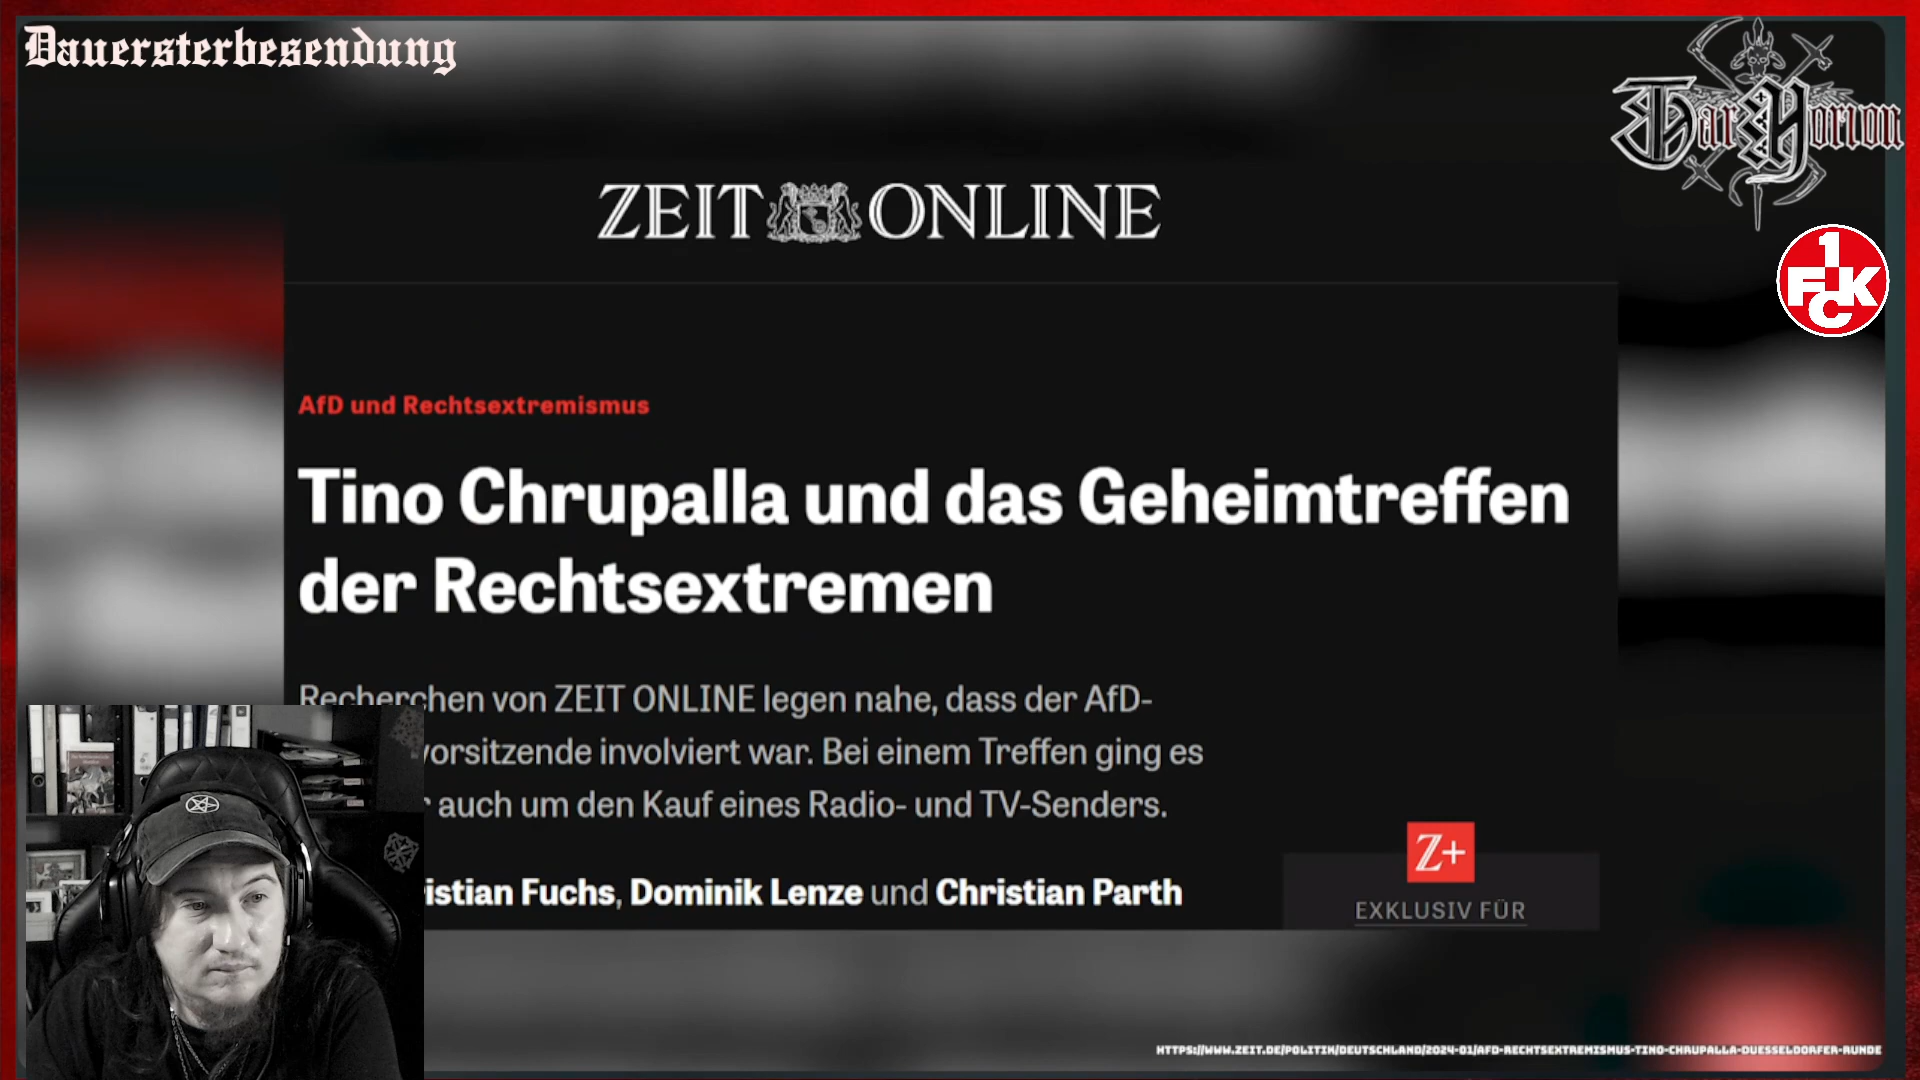 Dauersterbesendung
TarYorion
1
FCK
ZEIT ONLINE
AfD und Rechtsextremismus
Tino Chrupalla und das Geheimtreffen
der Rechtsextremen
Recherchen von ZEIT ONLINE legen nahe, dass der AfD-
vorsitzende involviert war. Bei einem Treffen ging es
auch um den Kauf eines Radio- und TV-Senders.
istian Fuchs, Dominik Lenze und Christian Parth
Z+
EXKLUSIV FÜR
HTTPS://WWW.ZEIT.DE/POLITIK/DEUTSCHLAND/2024-01/AFD-RECHTSEXTREMISMUS-TINO-CHRUPALLA-DUESSELDORFER-RUNDE